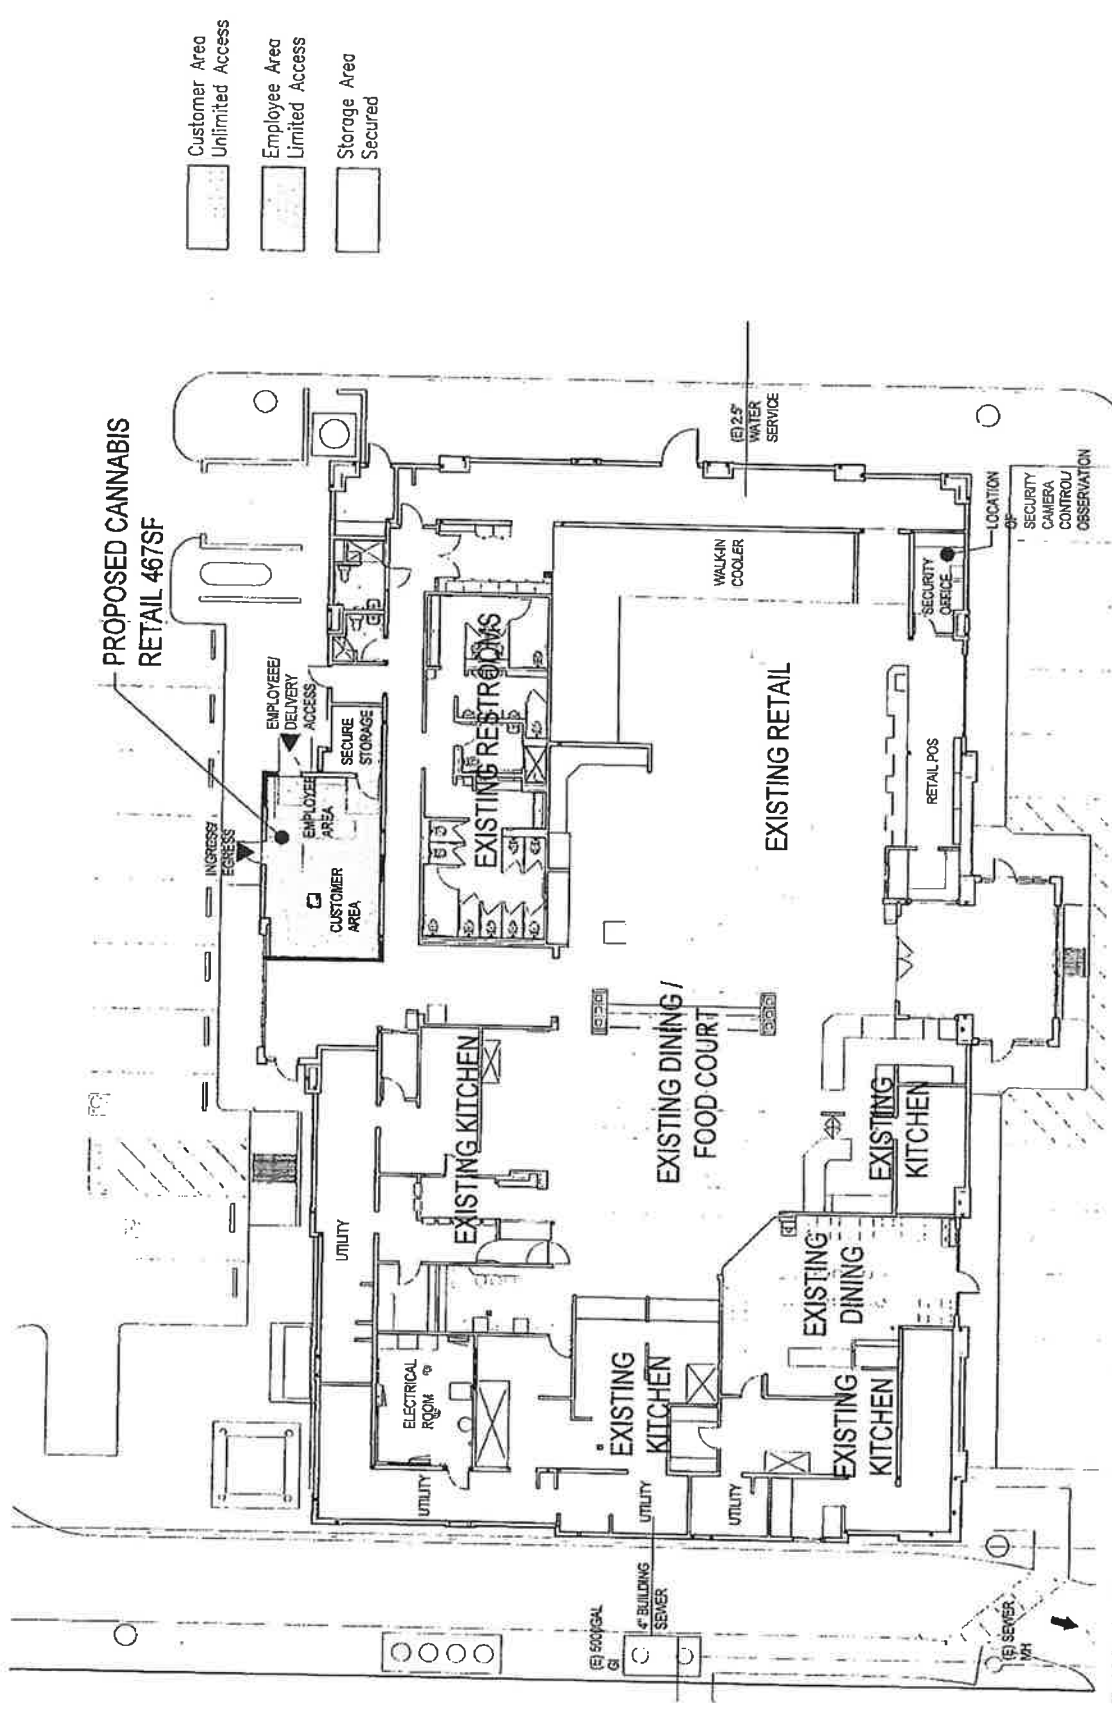 Customer Area
Unlimited Access
Employee Area
Limited Access
Storage Area
Secured
PROPOSED CANNABIS
RETAIL 467SF
INGRESS/
EGRESS
EMPLOYEEE/
DELIVERY
ACCESS
EMPLOYEE
AREA
SECURE
STORAGE
CUSTOMER
AREA
EXISTING RESTROOMS
(E) 2.5"
WATER
SERVICE
WALK-IN
COOLER
EXISTING RETAIL
SECURITY
OFFICE
LOCATION
OF
SECURITY
CAMERA
CONTROL/
OBSERVATION
RETAIL POS
UTILITY
EXISTING KITCHEN
EXISTING DINING /
FOOD COURT
EXISTING
KITCHEN
ELECTRICAL
ROOM
EXISTING
DINING
UTILITY
EXISTING
KITCHEN
EXISTING
KITCHEN
UTILITY
UTILITY
(E) 5000GAL
GI
4" BUILDING
SEWER
(E) SEWER
MH